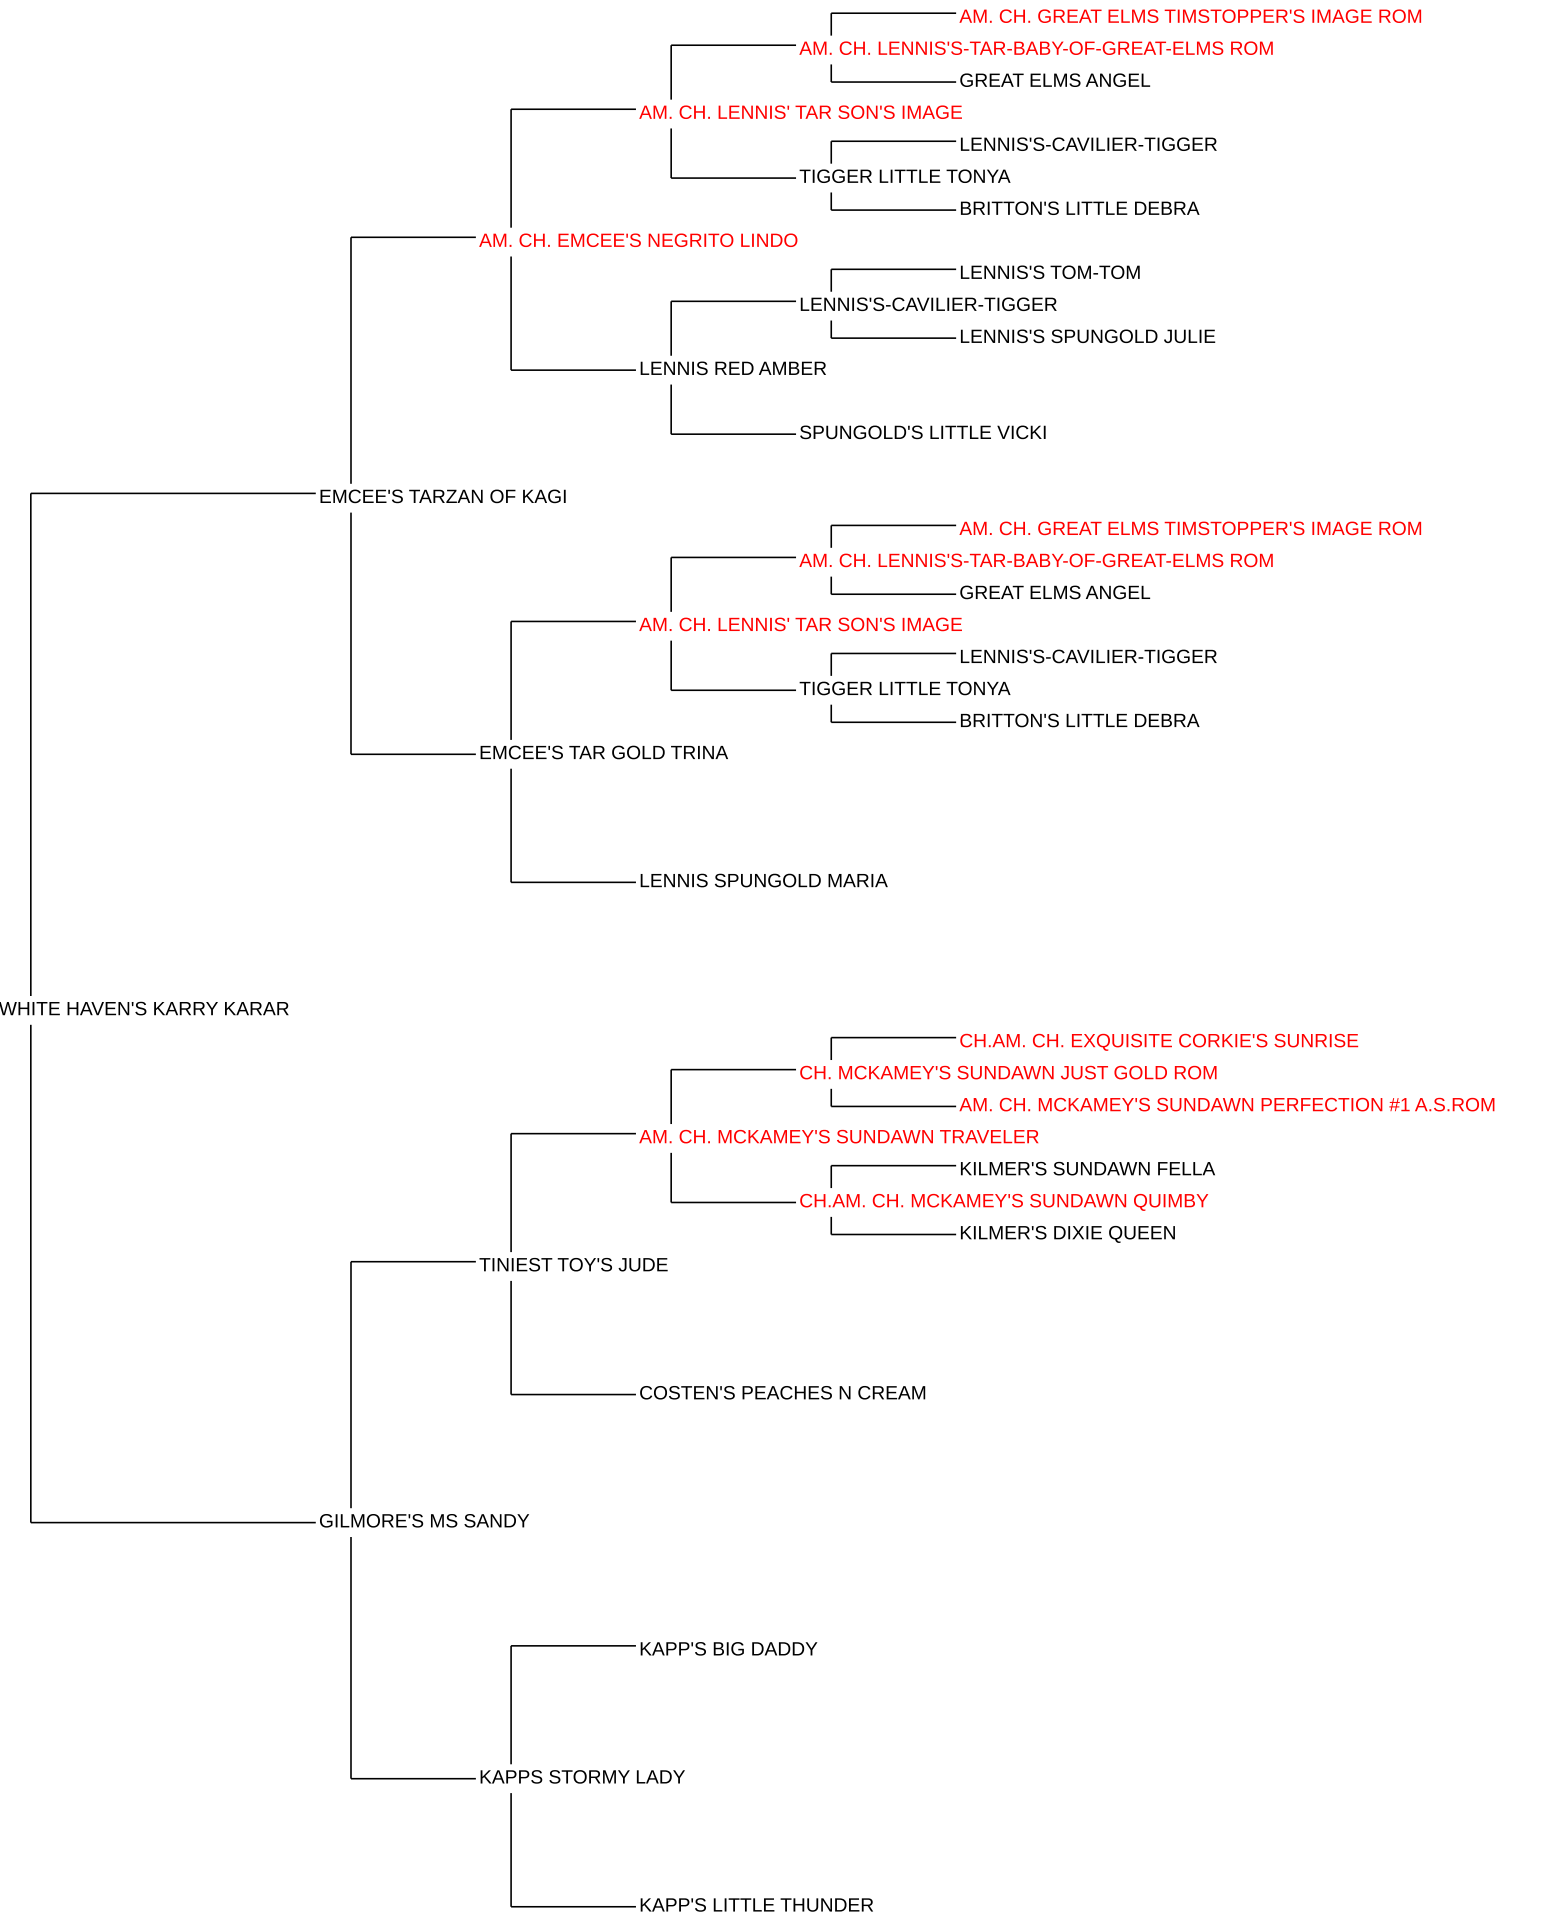 AM. CH. GREAT ELMS TIMSTOPPER'S IMAGE ROM
AM. CH. LENNIS'S-TAR-BABY-OF-GREAT-ELMS ROM
GREAT ELMS ANGEL
AM. CH. LENNIS' TAR SON'S IMAGE
LENNIS'S-CAVILIER-TIGGER
TIGGER LITTLE TONYA
BRITTON'S LITTLE DEBRA
AM. CH. EMCEE'S NEGRITO LINDO
LENNIS'S TOM-TOM
LENNIS'S-CAVILIER-TIGGER
LENNIS'S SPUNGOLD JULIE
LENNIS RED AMBER
SPUNGOLD'S LITTLE VICKI
EMCEE'S TARZAN OF KAGI
AM. CH. GREAT ELMS TIMSTOPPER'S IMAGE ROM
AM. CH. LENNIS'S-TAR-BABY-OF-GREAT-ELMS ROM
GREAT ELMS ANGEL
AM. CH. LENNIS' TAR SON'S IMAGE
LENNIS'S-CAVILIER-TIGGER
TIGGER LITTLE TONYA
BRITTON'S LITTLE DEBRA
EMCEE'S TAR GOLD TRINA
LENNIS SPUNGOLD MARIA
WHITE HAVEN'S KARRY KARAR
CH.AM. CH. EXQUISITE CORKIE'S SUNRISE
CH. MCKAMEY'S SUNDAWN JUST GOLD ROM
AM. CH. MCKAMEY'S SUNDAWN PERFECTION #1 A.S.ROM
AM. CH. MCKAMEY'S SUNDAWN TRAVELER
KILMER'S SUNDAWN FELLA
CH.AM. CH. MCKAMEY'S SUNDAWN QUIMBY
KILMER'S DIXIE QUEEN
TINIEST TOY'S JUDE
COSTEN'S PEACHES N CREAM
GILMORE'S MS SANDY
KAPP'S BIG DADDY
KAPPS STORMY LADY
KAPP'S LITTLE THUNDER